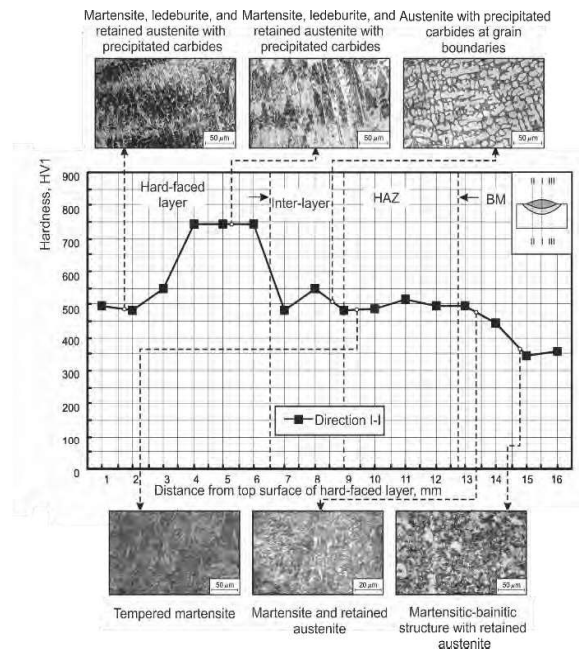 Martensite, ledeburite, and
retained austenite with
precipitated carbides
Martensite, ledeburite, and
retained austenite with
precipitated carbides
Austenite with precipitated
carbides at grain
boundaries
50 µm
50 µm
50 µm
Hardness, HV1
900
800
700
600
500
400
300
200
100
0
Hard-faced
layer
Inter-layer
HAZ
BM
II I III
II I III
Direction I-I
1 2 3 4 5 6 7 8 9 10 11 12 13 14 15 16
Distance from top surface of hard-faced layer, mm
50 µm
20 µm
50 µm
Tempered martensite
Martensite and retained
austenite
Martensitic-bainitic
structure with retained
austenite